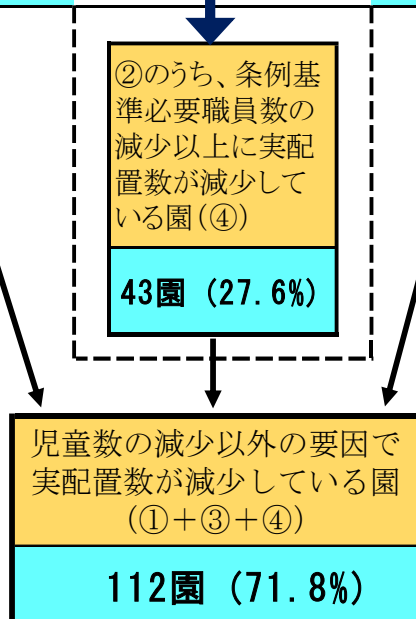 ②のうち、条例基
準必要職員数の
減少以上に実配
置数が減少して
いる園(④)
43園 (27.6%)
児童数の減少以外の要因で
実配置数が減少している園
(①+③+④)
112園 (71.8%)